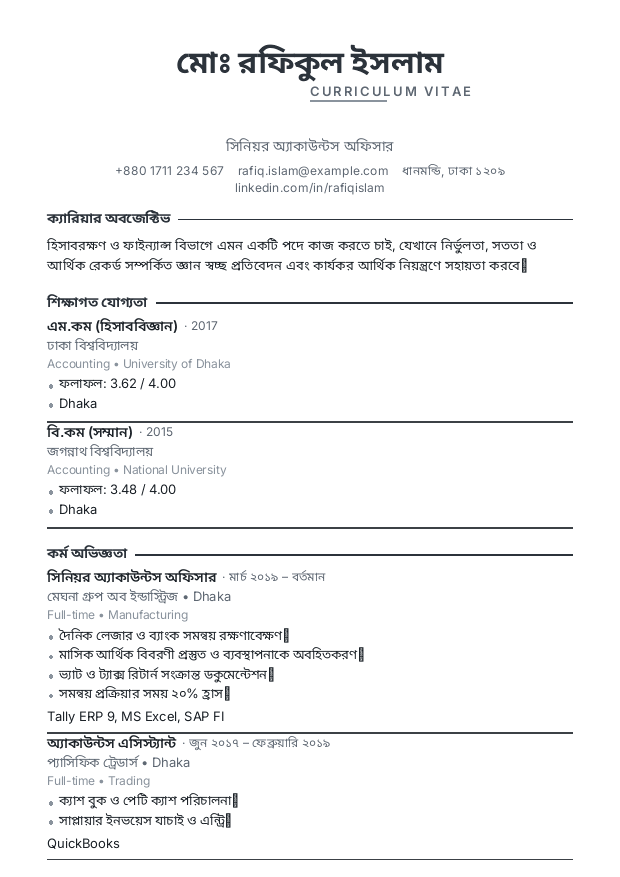 মোঃ রফিকুল ইসলাম
CURRICULUM VITAE
সিনিয়র অ্যাকাউন্টস অফিসার
+880 1711 234 567 rafiq.islam@example.com ধানমন্ডি, ঢাকা ১২০৯
linkedin.com/in/rafiqislam
ক্যারিয়ার অবজেক্টিভ
হিসাবরক্ষণ ও ফাইন্যান্স বিভাগে এমন একটি পদে কাজ করতে চাই, যেখানে নির্ভুলতা, সততা ও
আর্থিক রেকর্ড সম্পর্কিত জ্ঞান স্বচ্ছ প্রতিবেদন এবং কার্যকর আর্থিক নিয়ন্ত্রণে সহায়তা করবে
শিক্ষাগত যোগ্যতা
এম.কম (হিসাববিজ্ঞান) · 2017
ঢাকা বিশ্ববিদ্যালয়
Accounting • University of Dhaka
• ফলাফল: 3.62 / 4.00
• Dhaka
বি.কম (সম্মান) · 2015
জগন্নাথ বিশ্ববিদ্যালয়
Accounting • National University
• ফলাফল: 3.48 / 4.00
• Dhaka
কর্ম অভিজ্ঞতা
সিনিয়র অ্যাকাউন্টস অফিসার · মার্চ ২০১৯ – বর্তমান
মেঘনা গ্রুপ অব ইন্ডাস্ট্রিজ • Dhaka
Full-time • Manufacturing
• দৈনিক লেজার ও ব্যাংক সমন্বয় রক্ষণাবেক্ষণ
• মাসিক আর্থিক বিবরণী প্রস্তুত ও ব্যবস্থাপনাকে অবহিতকরণ
• ভ্যাট ও ট্যাক্স রিটার্ন সংক্রান্ত ডকুমেন্টেশন
• সমন্বয় প্রক্রিয়ার সময় ২০% হ্রাস
Tally ERP 9, MS Excel, SAP FI
অ্যাকাউন্টস এসিস্ট্যান্ট · জুন ২০১৭ – ফেব্রুয়ারি ২০১৯
প্যাসিফিক ট্রেডার্স • Dhaka
Full-time • Trading
• ক্যাশ বুক ও পেটি ক্যাশ পরিচালনা
• সাপ্লায়ার ইনভয়েস যাচাই ও এন্ট্রি
QuickBooks